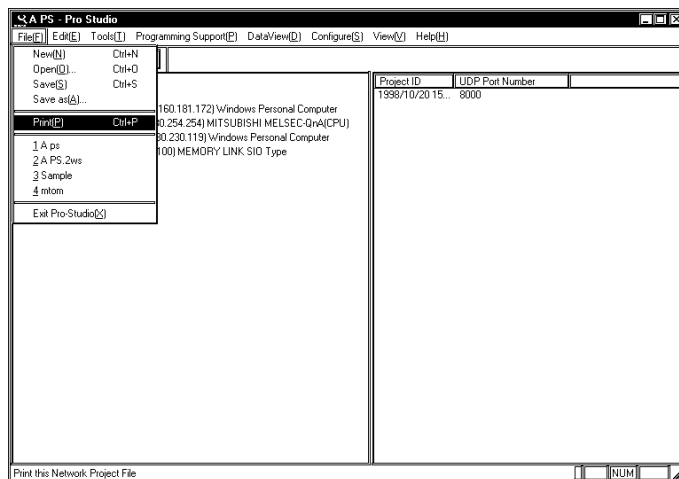 A PS - Pro Studio
File(F) Edit(E) Tools(T) Programming Support(P) DataView(D) Configure(S) View(V) Help(H)
New(N) Ctrl+N
Open(O)... Ctrl+O
Save(S) Ctrl+S
Save as(A)...
Print(P) Ctrl+P
1 A ps
2 A PS.2ws
3 Sample
4 mtom
Exit Pro-Studio(X)
160.181.172) Windows Personal Computer
0.254.254) MITSUBISHI MELSEC-QnA(CPU)
30.230.119) Windows Personal Computer
100) MEMORY LINK SIO Type
Project ID UDP Port Number
1998/10/20 15... 8000
Print this Network Project File
NUM